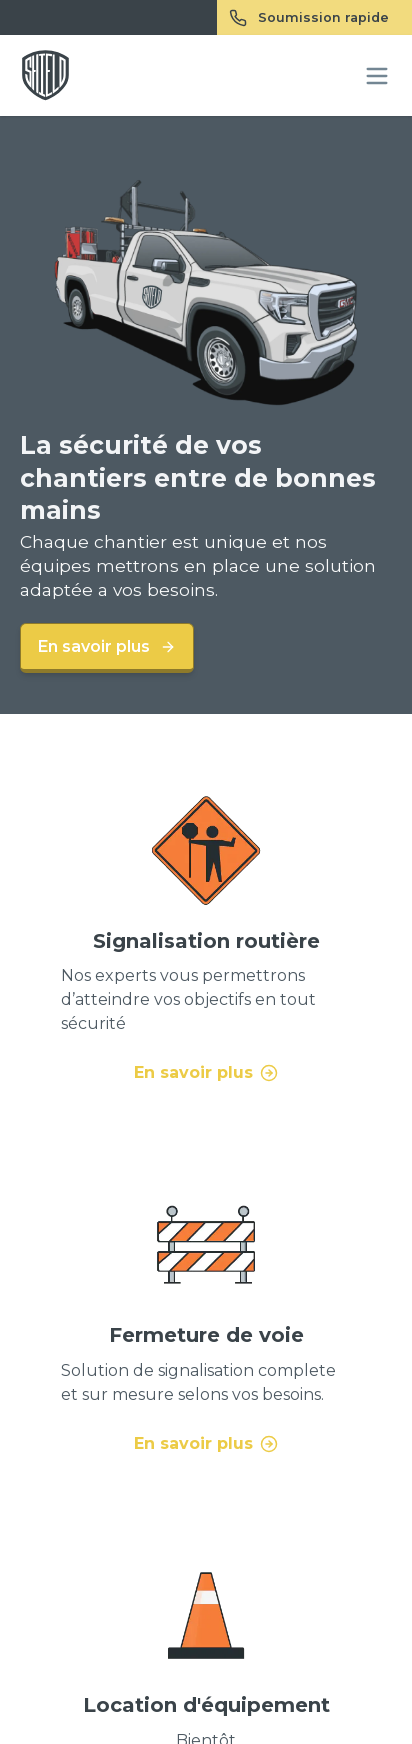 Soumission rapide
SHIELD
SHIELD
GMC
La sécurité de vos
chantiers entre de bonnes
mains
Chaque chantier est unique et nos
équipes mettrons en place une solution
adaptée a vos besoins.
En savoir plus
Signalisation routière
Nos experts vous permettrons
d’atteindre vos objectifs en tout
sécurité
En savoir plus
Fermeture de voie
Solution de signalisation complete
et sur mesure selons vos besoins.
En savoir plus
Location d'équipement
Bientôt